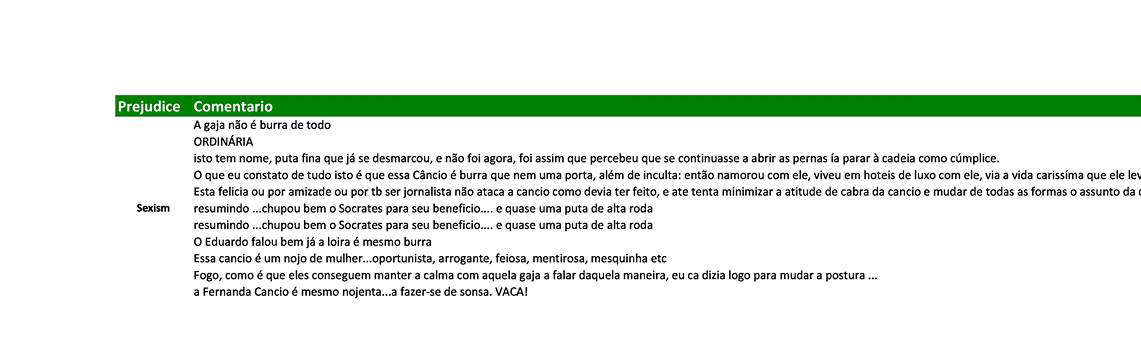 Prejudice Comentario
A gaja não é burra de todo
ORDINÁRIA
isto tem nome, puta fina que já se desmarcou, e não foi agora, foi assim que percebeu que se continuasse a abrir as pernas ía parar à cadeia como cúmplice.
O que eu constato de tudo isto é que essa Câncio é burra que nem uma porta, além de inculta: então namorou com ele, viveu em hoteis de luxo com ele, via a vida caríssima que ele lev
Esta felicia ou por amizade ou por tb ser jornalista não ataca a cancio como devia ter feito, e ate tenta minimizar a atitude de cabra da cancio e mudar de todas as formas o assunto da
Sexism resumindo ...chupou bem o Socrates para seu beneficio.... e quase uma puta de alta roda
resumindo ...chupou bem o Socrates para seu beneficio.... e quase uma puta de alta roda
O Eduardo falou bem já a loira é mesmo burra
Essa cancio é um nojo de mulher...oportunista, arrogante, feiosa, mentirosa, mesquinha etc
Fogo, como é que eles conseguem manter a calma com aquela gaja a falar daquela maneira, eu ca dizia logo para mudar a postura ...
a Fernanda Cancio é mesmo nojenta...a fazer-se de sonsa. VACA!